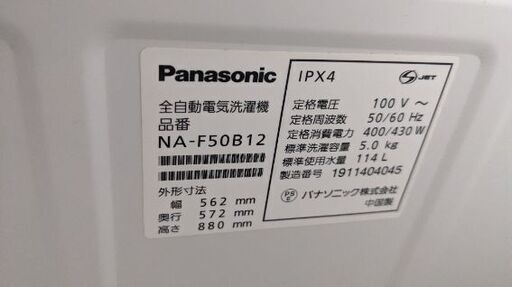 Panasonic
全自動電気洗濯機
品番
NA-F50B12
外形寸法
幅 562 mm
奥行 572 mm
高さ 880 mm
IPX4
S JET
定格電圧 100 V ～
定格周波数 50/60 Hz
定格消費電力 400/430 W
標準洗濯容量 5.0 kg
標準使用水量 114 L
製造番号 1911404045
PS E パナソニック株式会社
中国製